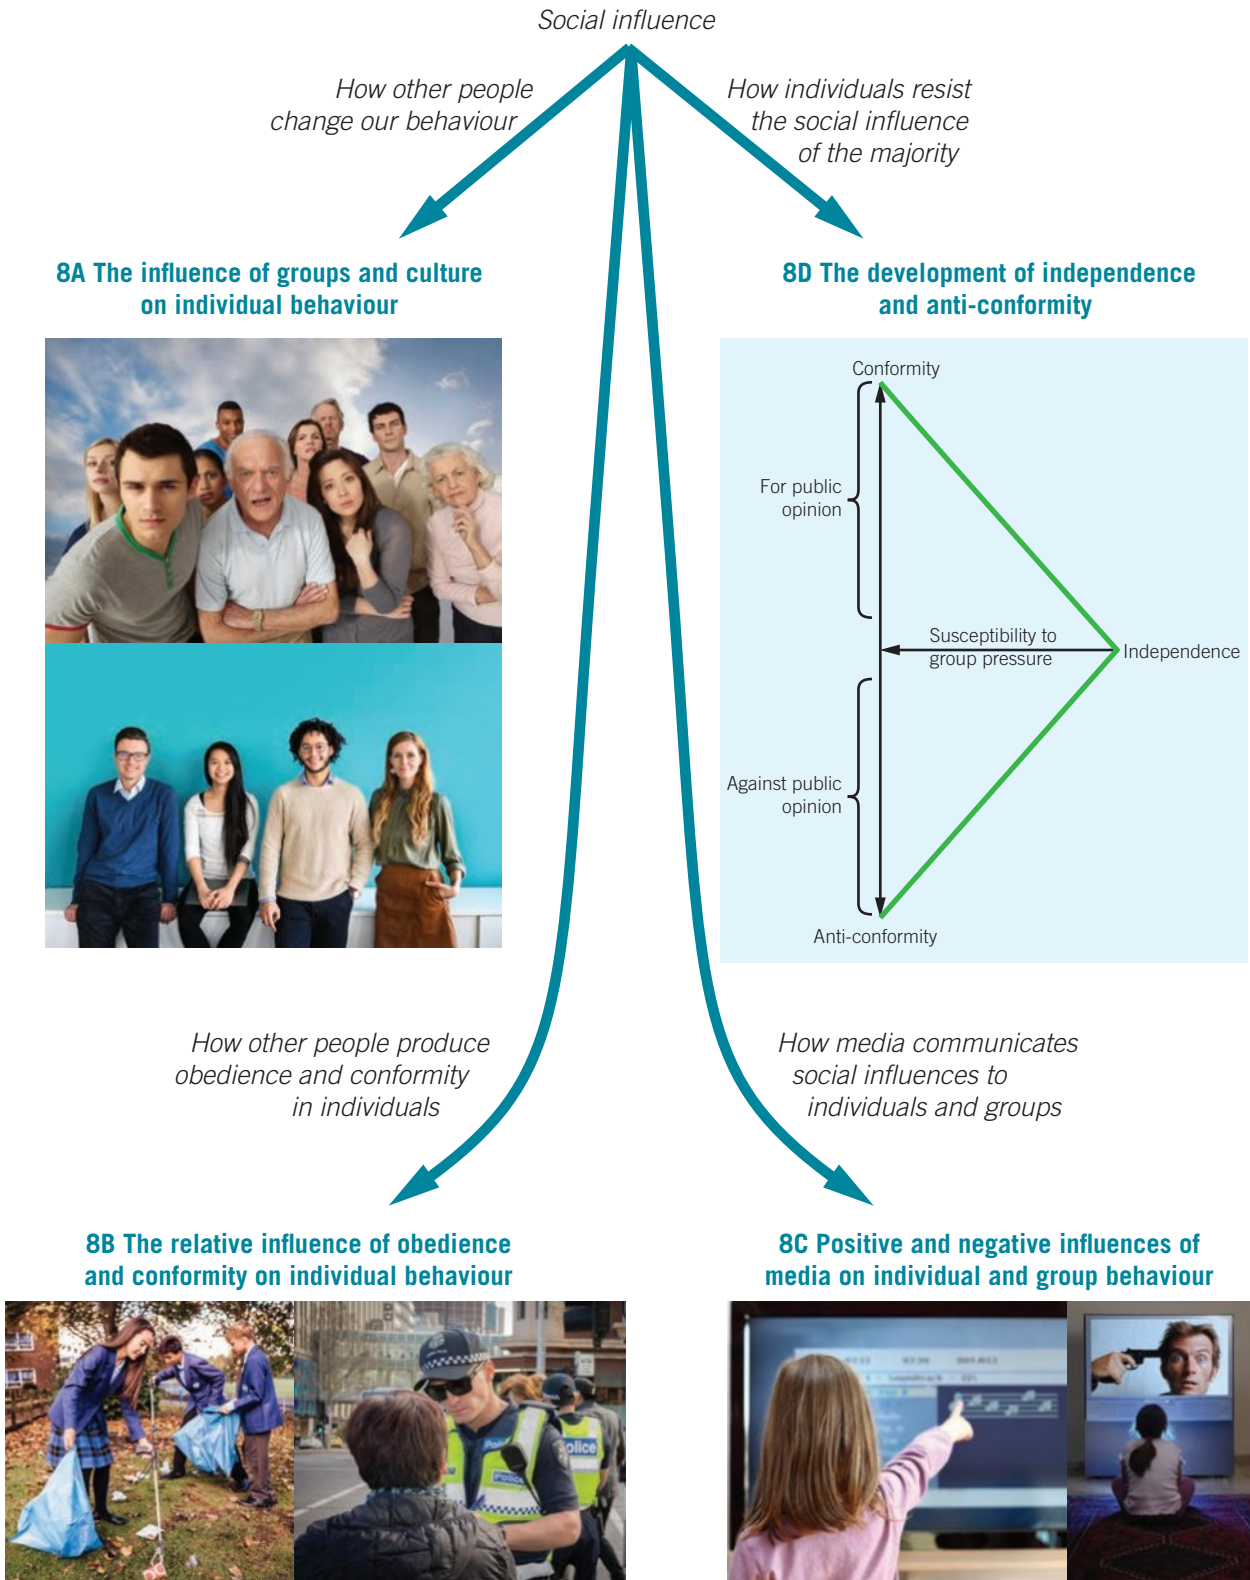 Social influence
How other people
change our behaviour
How individuals resist
the social influence
of the majority
8A The influence of groups and culture
on individual behaviour
8D The development of independence
and anti-conformity
Conformity
For public
opinion
Susceptibility to
group pressure
Independence
Against public
opinion
Anti-conformity
How other people produce
obedience and conformity
in individuals
How media communicates
social influences to
individuals and groups
8B The relative influence of obedience
and conformity on individual behaviour
8C Positive and negative influences of
media on individual and group behaviour
Police
Police
Police